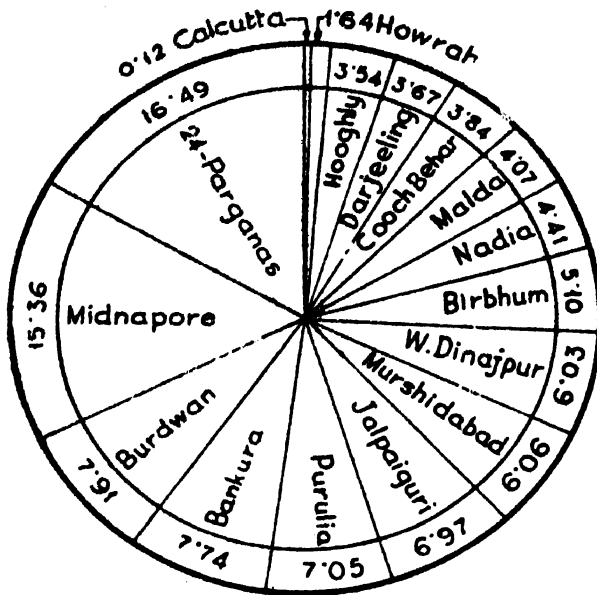 0·12 Calcutta
1·64 Howrah
3·54
Hooghly
3·67
Darjeeling
3·84
Cooch Behar
4·07
Malda
4·41
Nadia
5·10
Birbhum
6·03
W. Dinajpur
6·06
Murshidabad
6·97
Jalpaiguri
7·05
Purulia
7·74
Bankura
7·91
Burdwan
15·36
Midnapore
16·49
24-Parganas